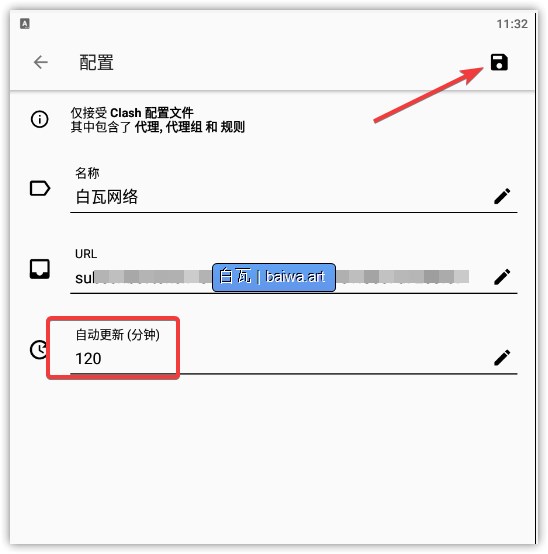 A
11:32
配置
仅接受 Clash 配置文件
其中包含了 代理, 代理组 和 规则
名称
白瓦网络
URL
sul
白瓦 | baiwa.art
自动更新 (分钟)
120